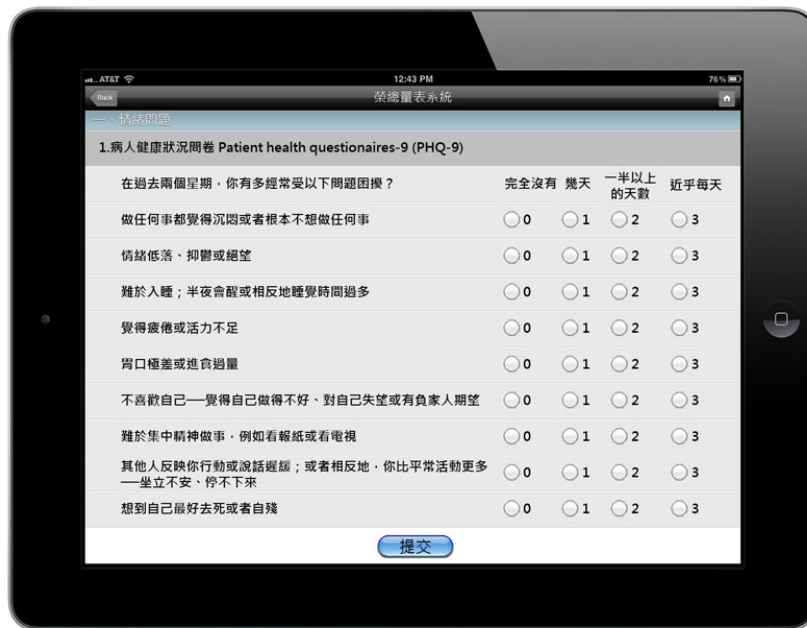 AT&T 12:43 PM 76%
Back 榮總量表系統
一、情緒問題
1.病人健康狀況問卷 Patient health questionaires-9 (PHQ-9)
在過去兩個星期，你有多經常受以下問題困擾？ 完全沒有 幾天 一半以上
的天數 近乎每天
做任何事都覺得沉悶或者根本不想做任何事 0 1 2 3
情緒低落、抑鬱或絕望 0 1 2 3
難於入睡；半夜會醒或相反地睡覺時間過多 0 1 2 3
覺得疲倦或活力不足 0 1 2 3
胃口極差或進食過量 0 1 2 3
不喜歡自己──覺得自己做得不好、對自己失望或有負家人期望 0 1 2 3
難於集中精神做事，例如看報紙或看電視 0 1 2 3
其他人反映你行動或說話遲緩；或者相反地，你比平常活動更多
──坐立不安、停不下來 0 1 2 3
想到自己最好去死或者自殘 0 1 2 3
提交